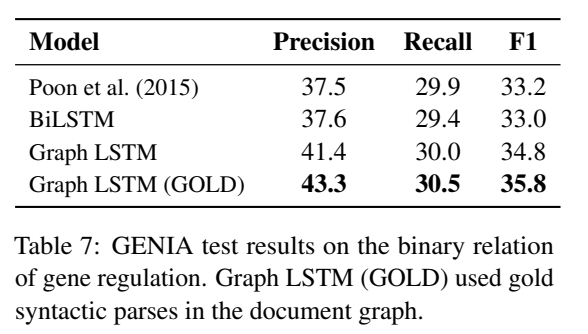 Model Precision Recall F1
Poon et al. (2015) 37.5 29.9 33.2
BiLSTM 37.6 29.4 33.0
Graph LSTM 41.4 30.0 34.8
Graph LSTM (GOLD) 43.3 30.5 35.8
Table 7: GENIA test results on the binary relation
of gene regulation. Graph LSTM (GOLD) used gold
syntactic parses in the document graph.